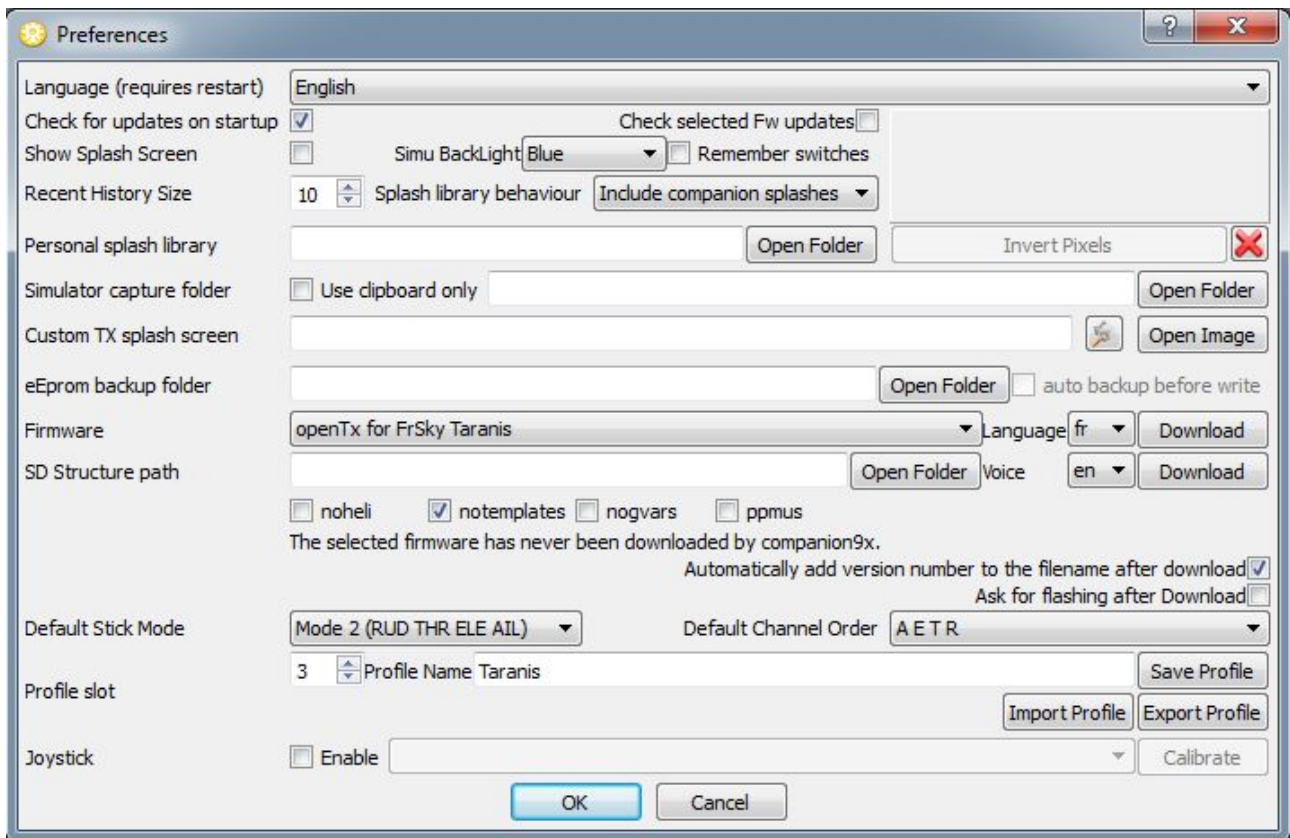 Preferences
Language (requires restart) English
Check for updates on startup Check selected Fw updates
Show Splash Screen Simu BackLight Blue Remember switches
Recent History Size 10 Splash library behaviour Include companion splashes
Personal splash library Open Folder Invert Pixels
Simulator capture folder Use clipboard only Open Folder
Custom TX splash screen Open Image
eEprom backup folder Open Folder auto backup before write
Firmware openTx for FrSky Taranis Language fr Download
SD Structure path Open Folder Voice en Download
noheli notemplates nogvars ppmus
The selected firmware has never been downloaded by companion9x.
Automatically add version number to the filename after download
Ask for flashing after Download
Default Stick Mode Mode 2 (RUD THR ELE AIL) Default Channel Order A E T R
Profile slot 3 Profile Name Taranis Save Profile
Import Profile Export Profile
Joystick Enable Calibrate
OK Cancel